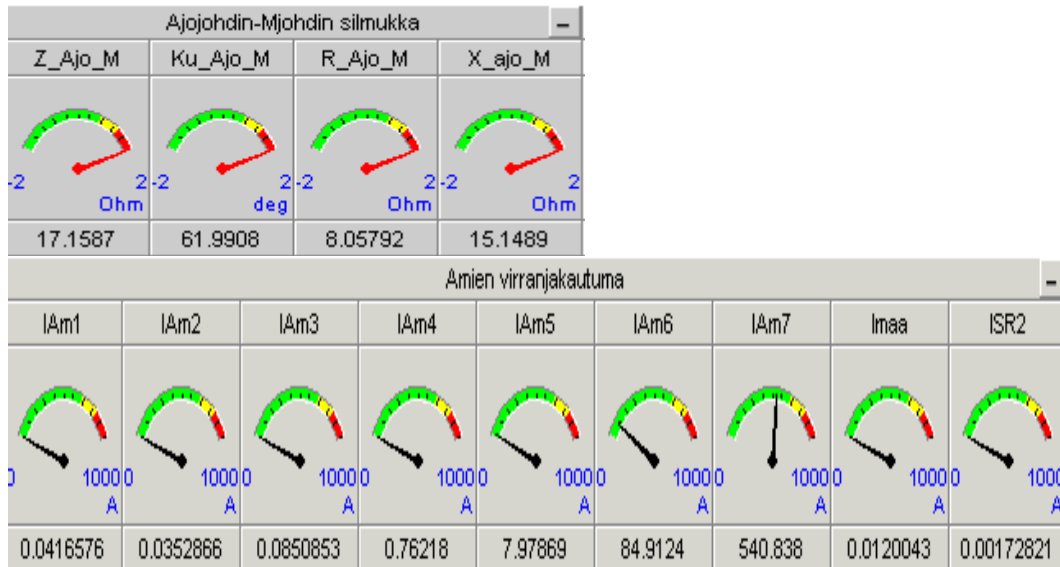 Ajojohdin-Mjohdin silmukka –
Z_Ajo_M Ku_Ajo_M R_Ajo_M X_ajo_M
-2 2 -2 2 -2 2 -2 2
Ohm deg Ohm Ohm
17.1587 61.9908 8.05792 15.1489
Amien virranjakautuma –
IAm1 IAm2 IAm3 IAm4 IAm5 IAm6 IAm7 Imaa ISR2
0 1000 0 1000 0 1000 0 1000 0 1000 0 1000 0 1000 0 1000 0 1000
A A A A A A A A A
0.0416576 0.0352866 0.0850853 0.76218 7.97869 84.9124 540.838 0.0120043 0.00172821